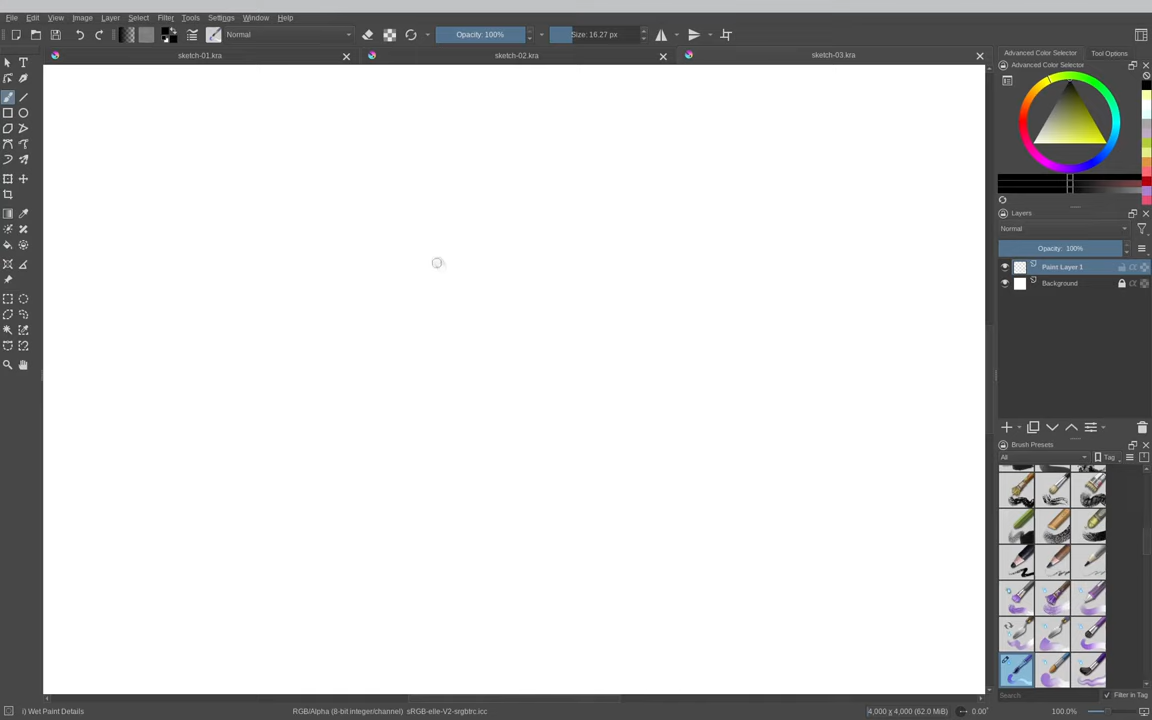 File Edit View Image Layer Select Filter Tools Settings Window Help
Normal Opacity: 100% Size: 16.27 px
sketch-01.kra sketch-02.kra sketch-03.kra
Advanced Color Selector Tool Options
Advanced Color Selector
Layers
Normal
Opacity: 100%
Paint Layer 1
Background
Brush Presets
All Tag
Search Filter in Tag
i) Wet Paint Details RGB/Alpha (8-bit integer/channel) sRGB-elle-V2-srgbtrc.icc 4,000 x 4,000 (62.0 MiB) 0.00° 100.0%